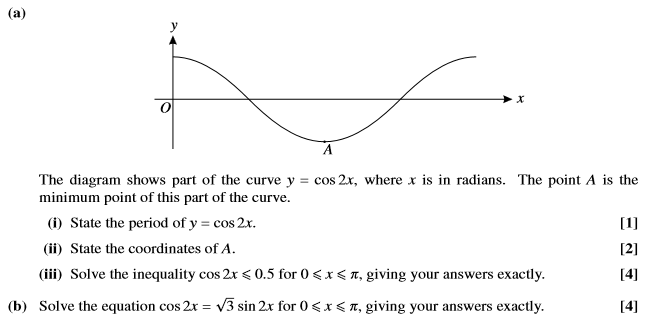 (a)
y
O
x
A
The diagram shows part of the curve y = cos 2x, where x is in radians. The point A is the
minimum point of this part of the curve.
(i) State the period of y = cos 2x. [1]
(ii) State the coordinates of A. [2]
(iii) Solve the inequality cos 2x ⩽ 0.5 for 0 ⩽ x ⩽ π, giving your answers exactly. [4]
(b) Solve the equation cos 2x = √3 sin 2x for 0 ⩽ x ⩽ π, giving your answers exactly. [4]